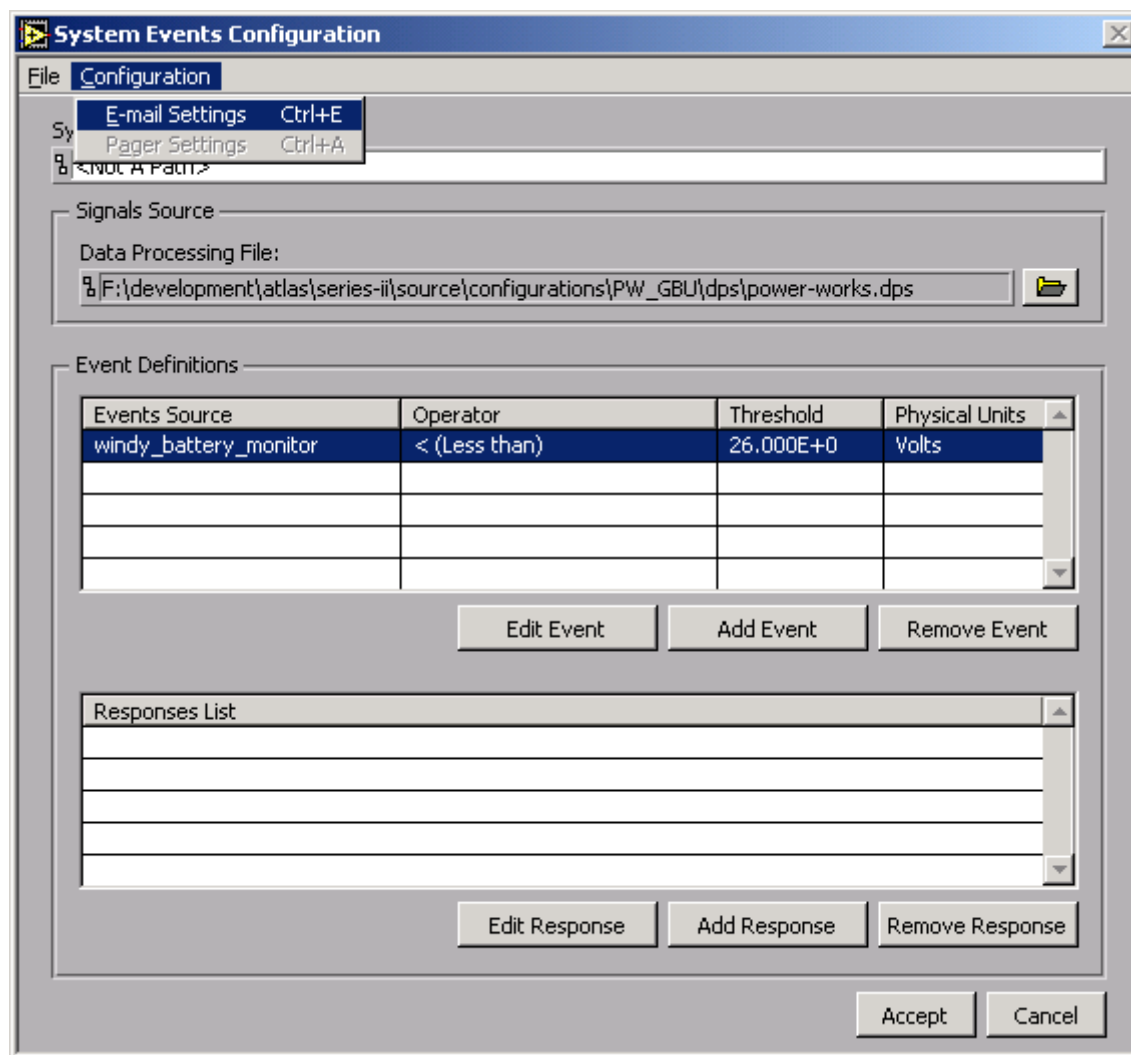 System Events Configuration
File Configuration
E-mail Settings Ctrl+E
Pager Settings Ctrl+A
Sy
<Not A Path>
Signals Source
Data Processing File:
F:\development\atlas\series-ii\source\configurations\PW_GBU\dps\power-works.dps
Event Definitions
Events Source Operator Threshold Physical Units
windy_battery_monitor < (Less than) 26.000E+0 Volts
Edit Event Add Event Remove Event
Responses List
Edit Response Add Response Remove Response
Accept Cancel